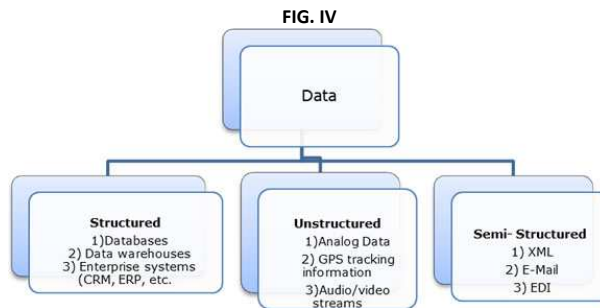 FIG. IV
Data
Structured
1)Databases
2) Data warehouses
3) Enterprise systems
(CRM, ERP, etc.
Unstructured
1)Analog Data
2) GPS tracking
information
3)Audio/video
streams
Semi- Structured
1) XML
2) E-Mail
3) EDI